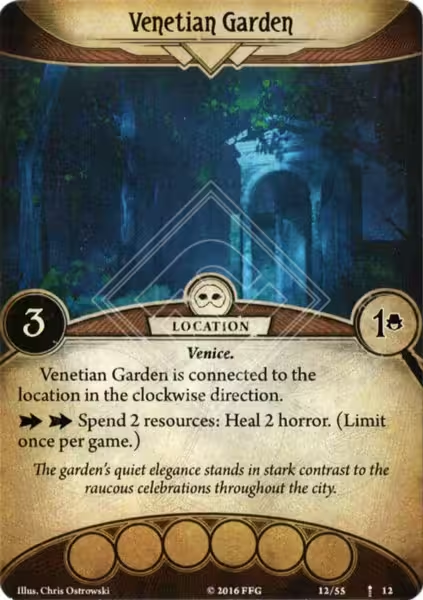 Venetian Garden
3
1
LOCATION
Venice.
Venetian Garden is connected to the
location in the clockwise direction.
Spend 2 resources: Heal 2 horror. (Limit
once per game.)
The garden's quiet elegance stands in stark contrast to the
raucous celebrations throughout the city.
Illus. Chris Ostrowski © 2016 FFG 12/55 12